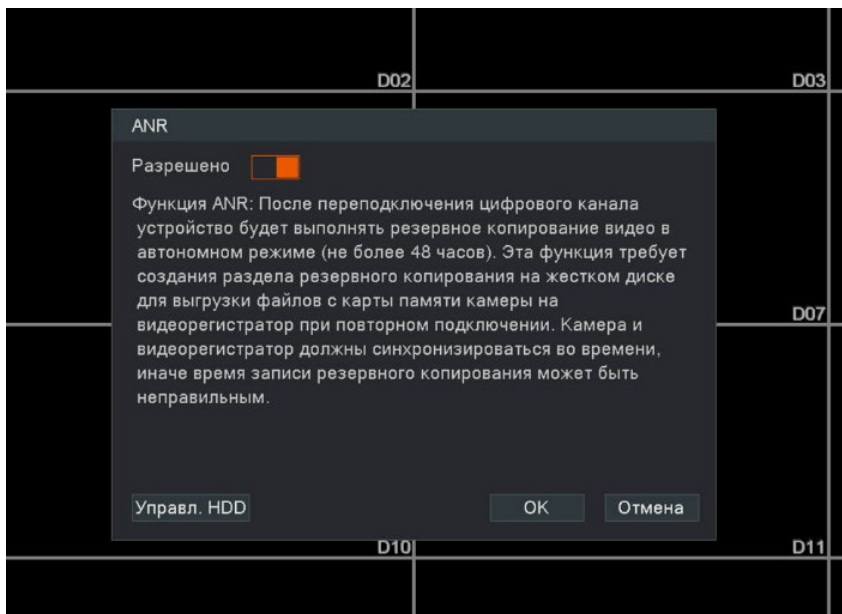 D02
D03
ANR
Разрешено
Функция ANR: После переподключения цифрового канала
устройство будет выполнять резервное копирование видео в
автономном режиме (не более 48 часов). Эта функция требует
создания раздела резервного копирования на жестком диске
для выгрузки файлов с карты памяти камеры на
видеорегистратор при повторном подключении. Камера и
видеорегистратор должны синхронизироваться во времени,
иначе время записи резервного копирования может быть
неправильным.
D07
Управл. HDD
OK
Отмена
D10
D11